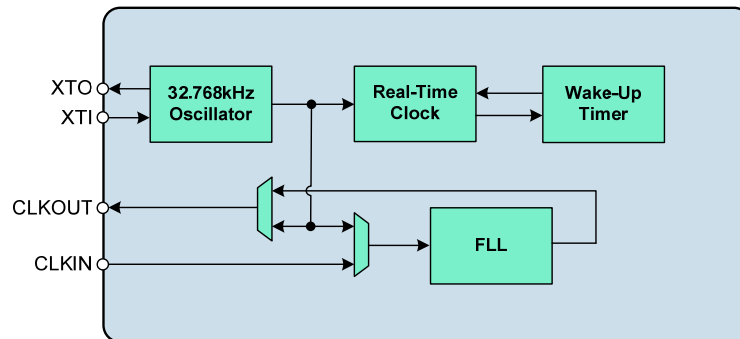 XTO
XTI
32.768kHz
Oscillator
Real-Time
Clock
Wake-Up
Timer
CLKOUT
CLKIN
FLL